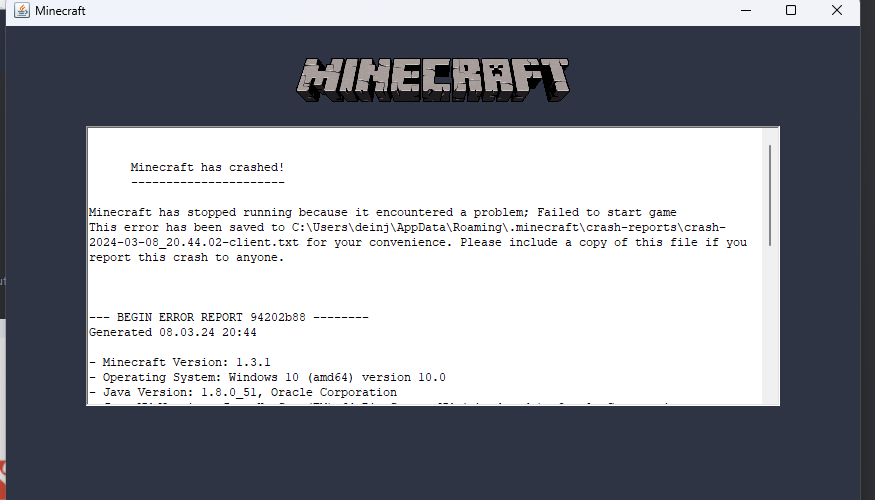 Minecraft
MINECRAFT
Minecraft has crashed!
----------------------
Minecraft has stopped running because it encountered a problem; Failed to start game
This error has been saved to C:\Users\deinj\AppData\Roaming\.minecraft\crash-reports\crash-
2024-03-08_20.44.02-client.txt for your convenience. Please include a copy of this file if you
report this crash to anyone.
--- BEGIN ERROR REPORT 94202b88 --------
Generated 08.03.24 20:44
- Minecraft Version: 1.3.1
- Operating System: Windows 10 (amd64) version 10.0
- Java Version: 1.8.0_51, Oracle Corporation